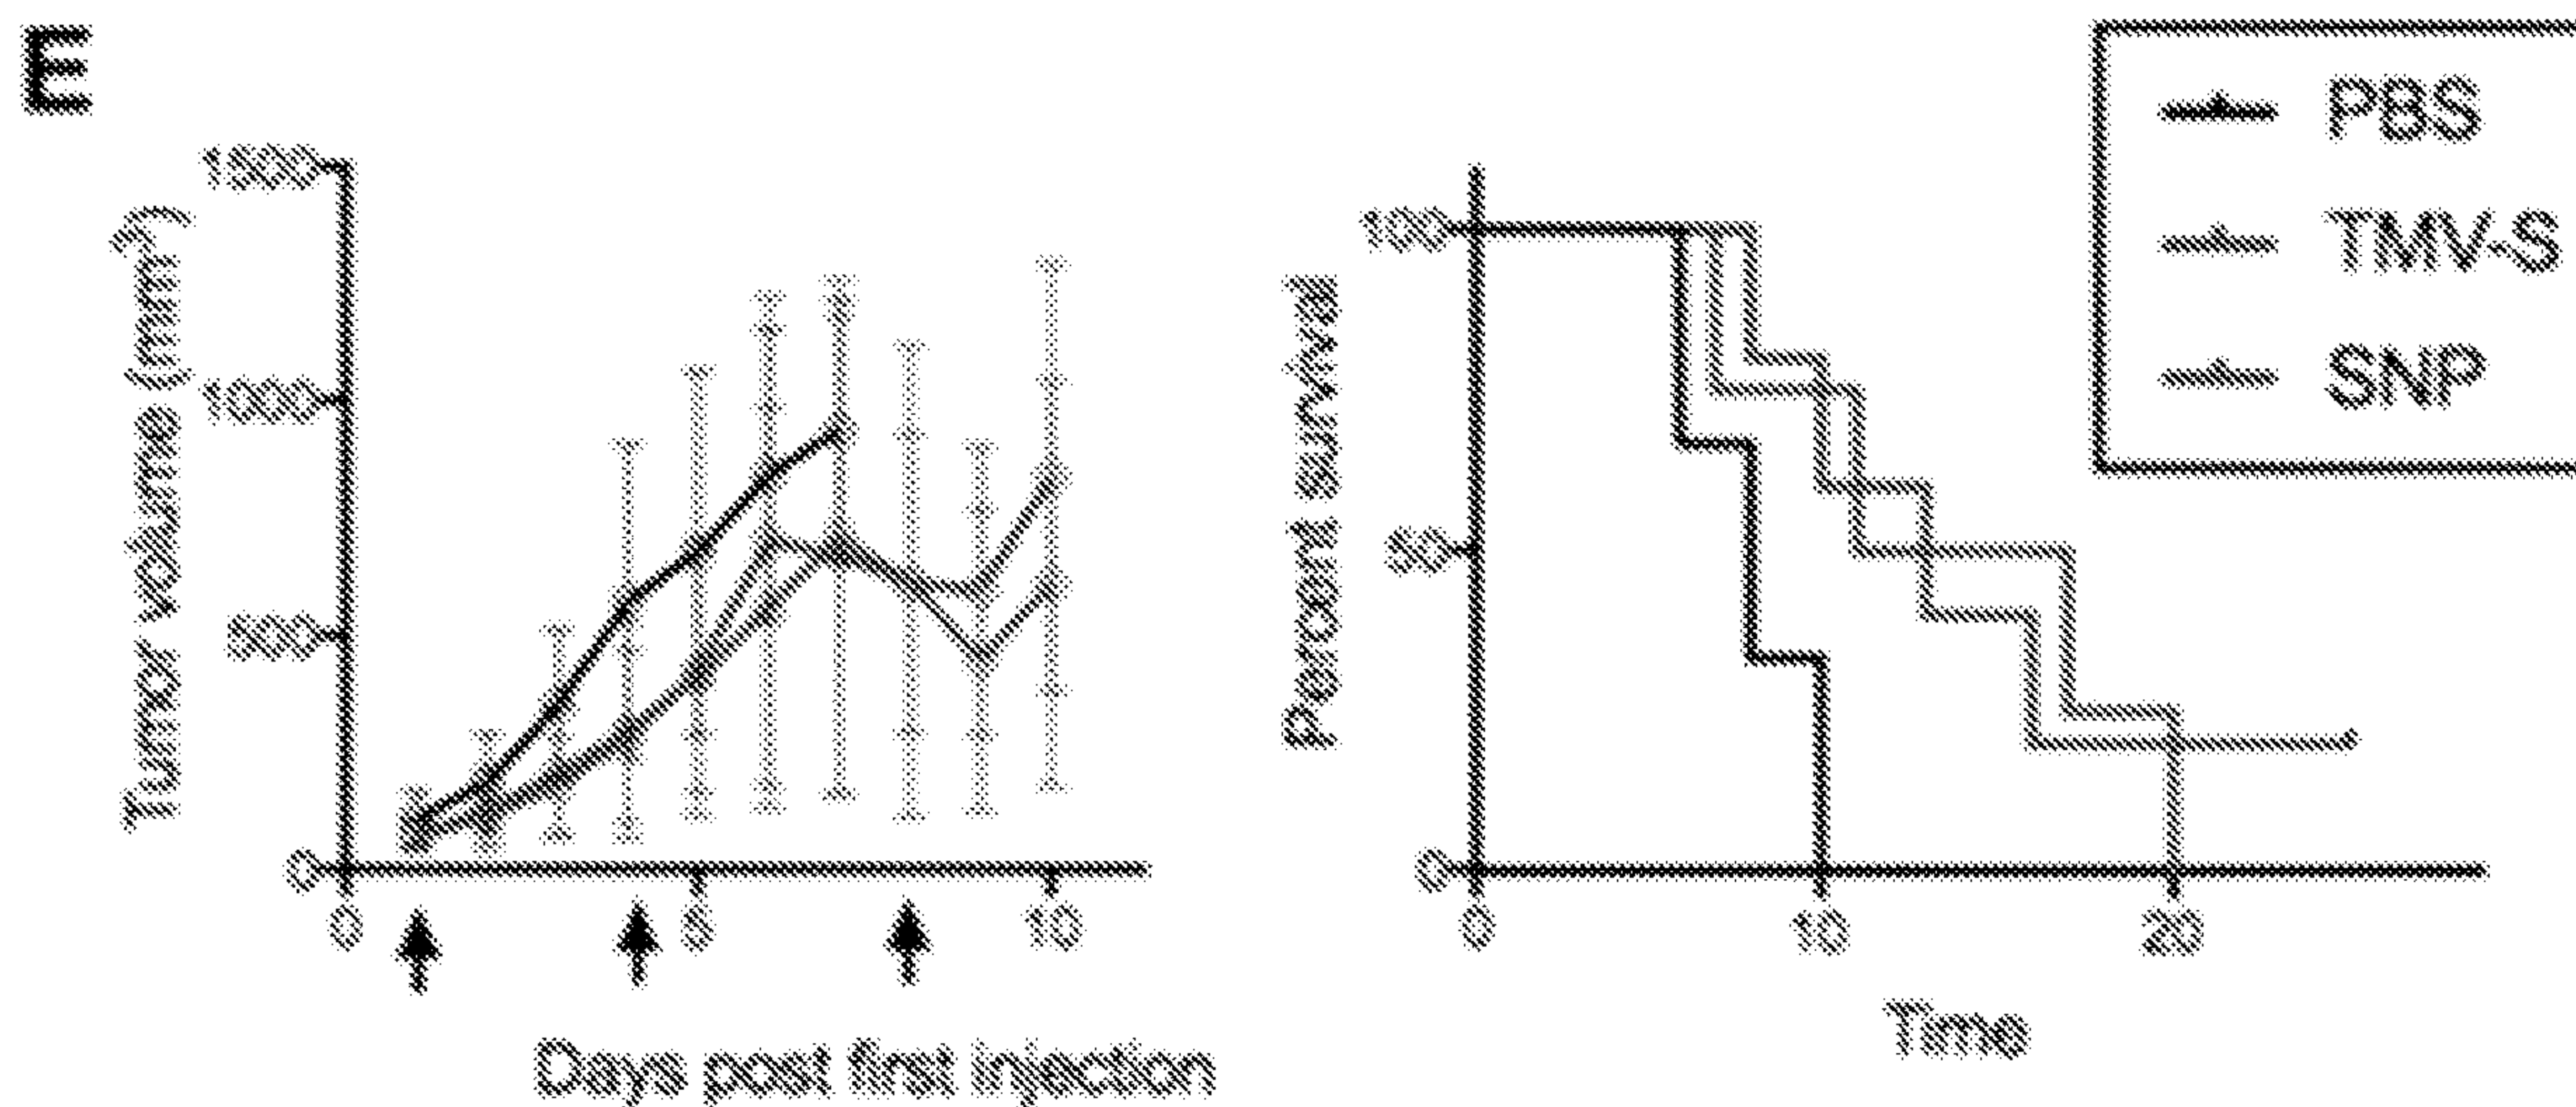 E
Tumor volume (mm³)
1500
1000
500
0
0
5
10
Days post first injection
Percent survival
100
50
0
0
10
20
Time
PBS
TMV-S
SNP